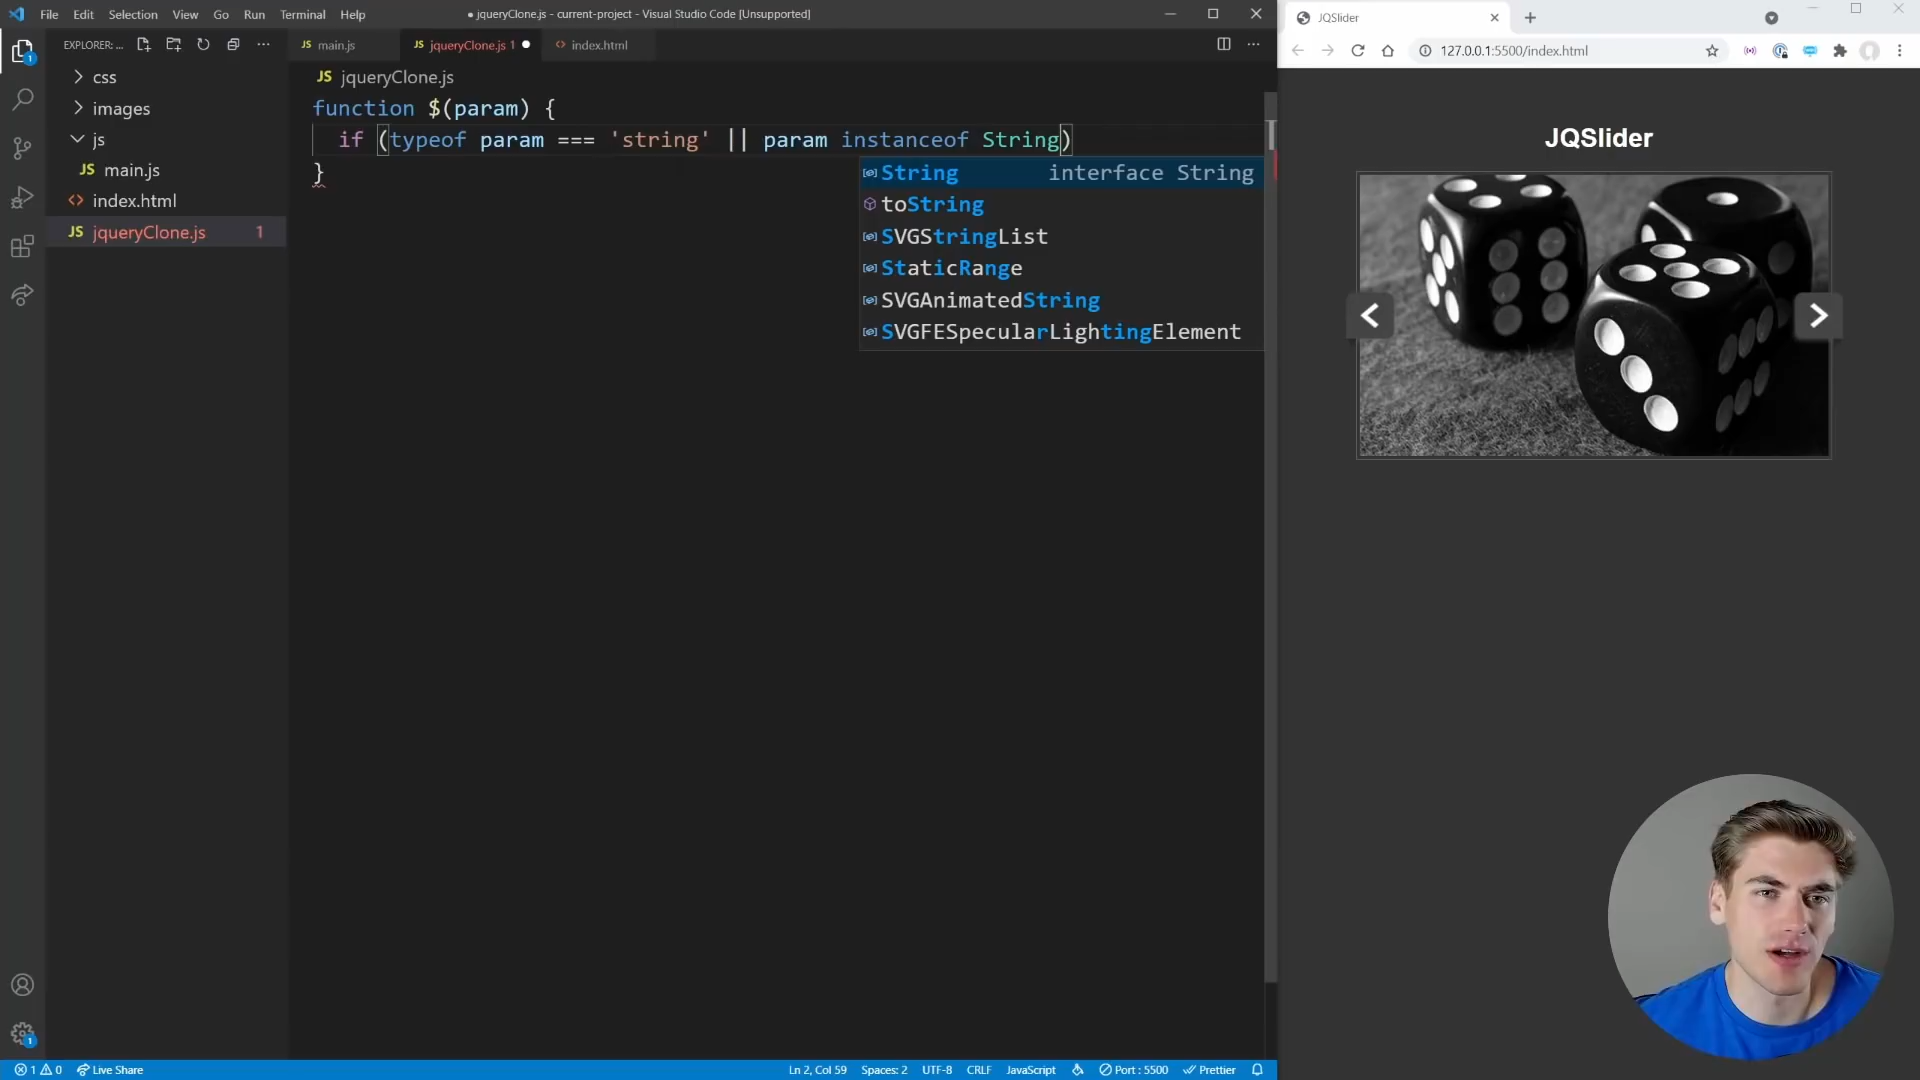 File Edit Selection View Go Run Terminal Help
● jqueryClone.js - current-project - Visual Studio Code [Unsupported]
EXPLORER: ...
JS main.js
JS jqueryClone.js 1 ●
<> index.html
css
images
js
JS main.js
<> index.html
JS jqueryClone.js 1
JS jqueryClone.js
function $(param) {
if (typeof param === 'string' || param instanceof String)
}
String interface String
toString
SVGStringList
StaticRange
SVGAnimatedString
SVGFESpecularLightingElement
1
1
1 0 Live Share
Ln 2, Col 59 Spaces: 2 UTF-8 CRLF JavaScript Port : 5500 Prettier
JQSlider
127.0.0.1:5500/index.html
JQSlider